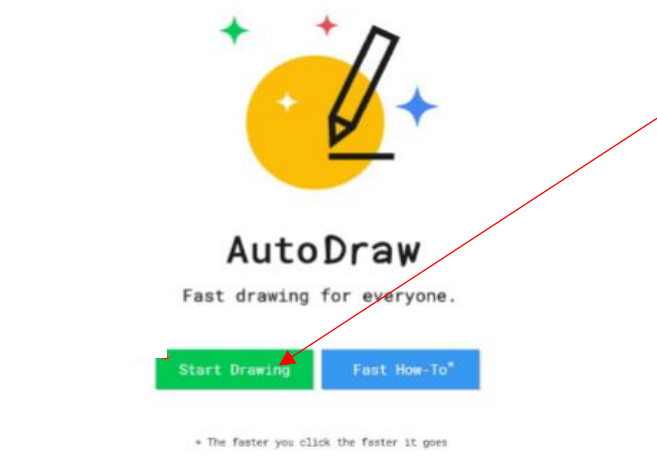 AutoDraw
Fast drawing for everyone.
Start Drawing
Fast How-To*
* The faster you click the faster it goes